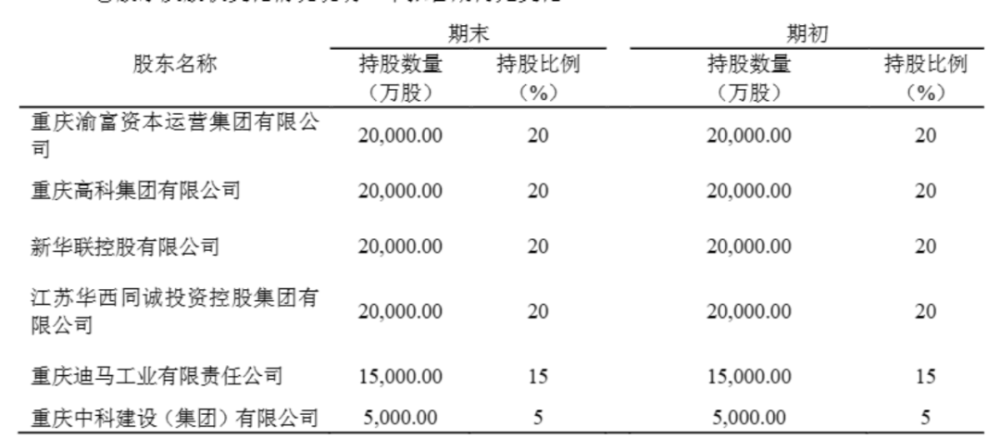 期末 期初
股东名称 持股数量 持股比例 持股数量 持股比例
（万股） （%） （万股） （%）
重庆渝富资本运营集团有限公
司 20,000.00 20 20,000.00 20
重庆高科集团有限公司 20,000.00 20 20,000.00 20
新华联控股有限公司 20,000.00 20 20,000.00 20
江苏华西同诚投资控股集团有
限公司 20,000.00 20 20,000.00 20
重庆迪马工业有限责任公司 15,000.00 15 15,000.00 15
重庆中科建设（集团）有限公司 5,000.00 5 5,000.00 5